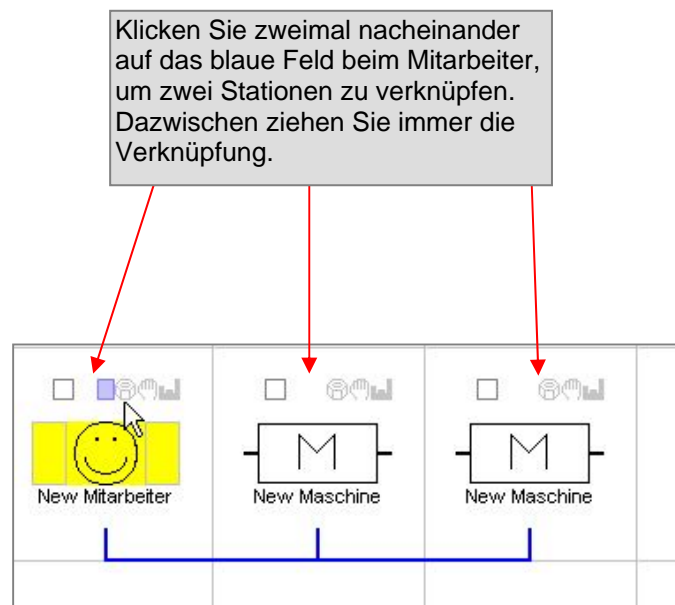 Klicken Sie zweimal nacheinander
auf das blaue Feld beim Mitarbeiter,
um zwei Stationen zu verknüpfen.
Dazwischen ziehen Sie immer die
Verknüpfung.
M
M
New Mitarbeiter
New Maschine
New Maschine